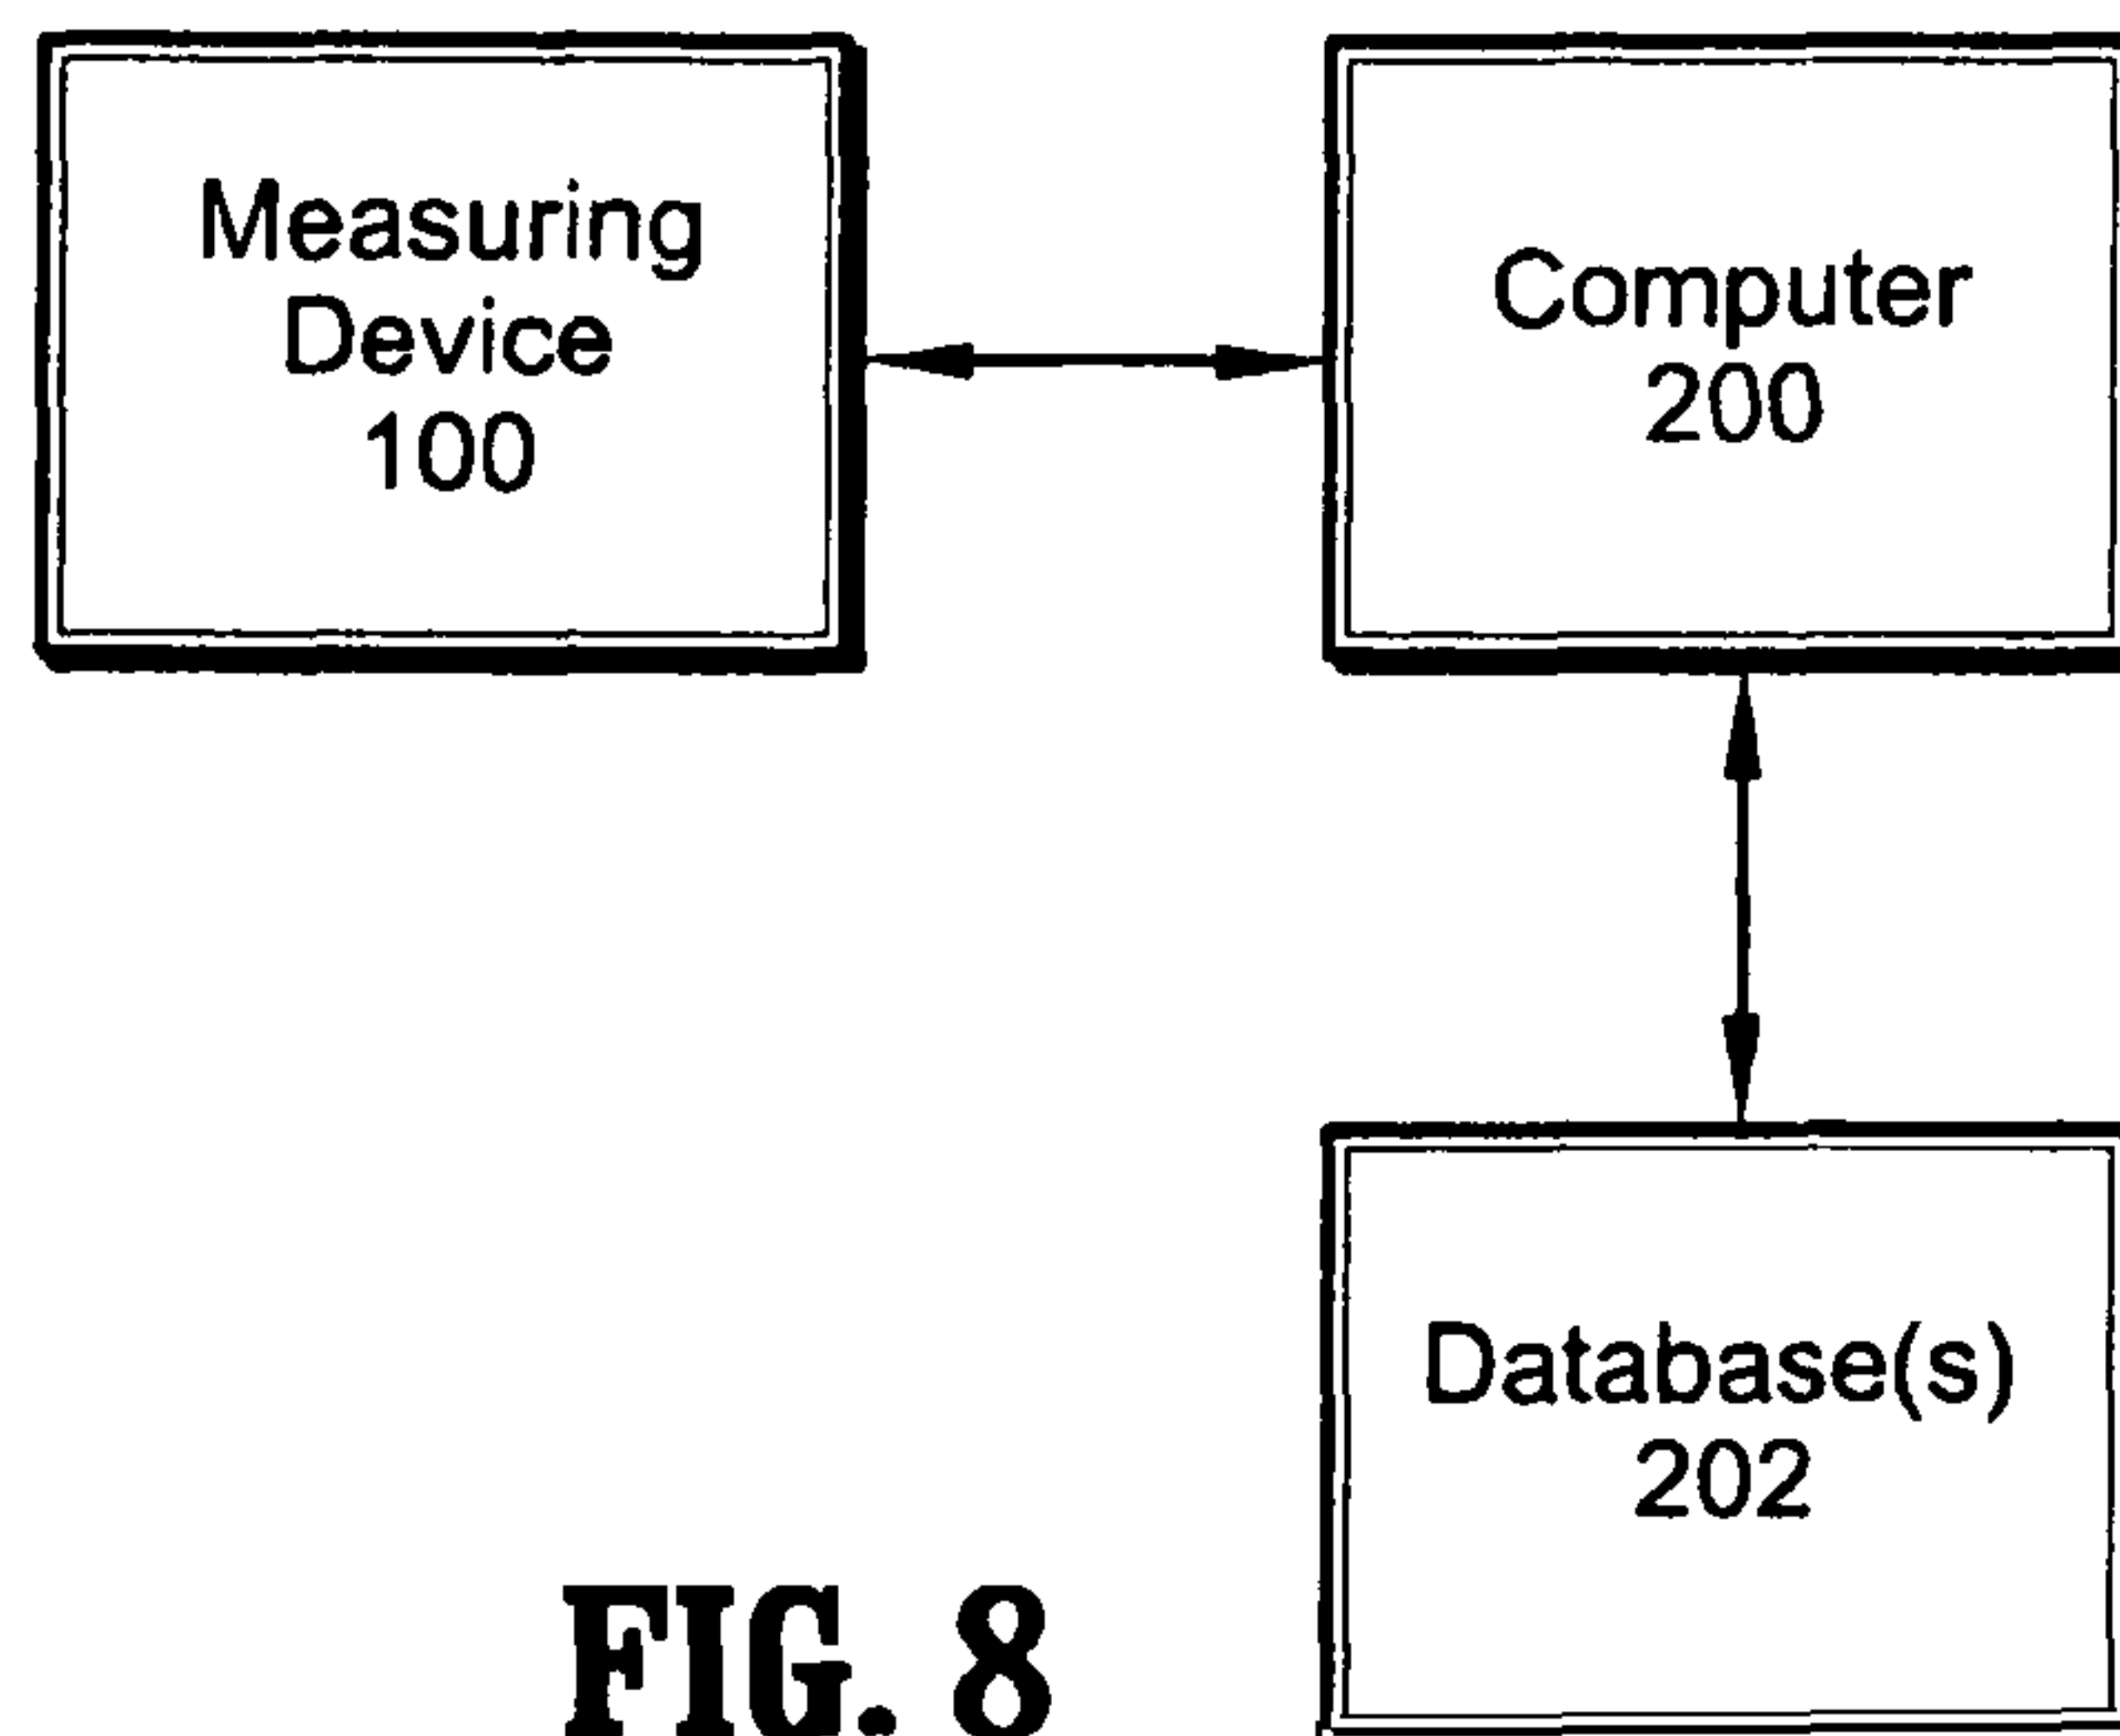 Measuring
Device
100
Computer
200
Database(s)
202
FIG. 8